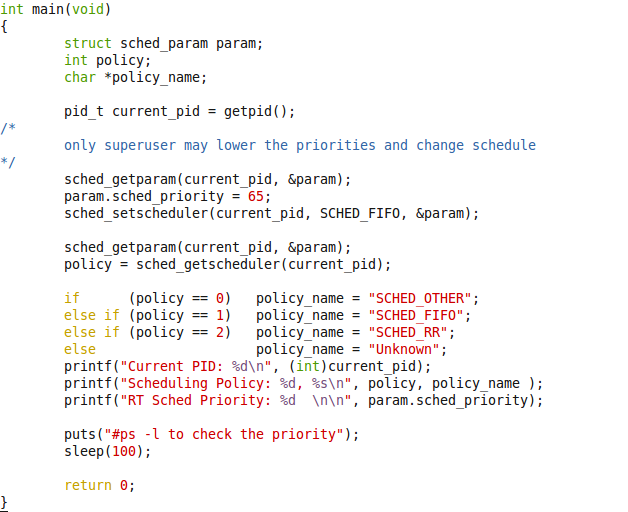 int main(void)
{
        struct sched_param param;
        int policy;
        char *policy_name;

        pid_t current_pid = getpid();
/*
        only superuser may lower the priorities and change schedule
*/
        sched_getparam(current_pid, &param);
        param.sched_priority = 65;
        sched_setscheduler(current_pid, SCHED_FIFO, &param);

        sched_getparam(current_pid, &param);
        policy = sched_getscheduler(current_pid);

        if      (policy == 0)   policy_name = "SCHED_OTHER";
        else if (policy == 1)   policy_name = "SCHED_FIFO";
        else if (policy == 2)   policy_name = "SCHED_RR";
        else                    policy_name = "Unknown";
        printf("Current PID: %d\n", (int)current_pid);
        printf("Scheduling Policy: %d, %s\n", policy, policy_name );
        printf("RT Sched Priority: %d  \n\n", param.sched_priority);

        puts("#ps -l to check the priority");
        sleep(100);

        return 0;
}